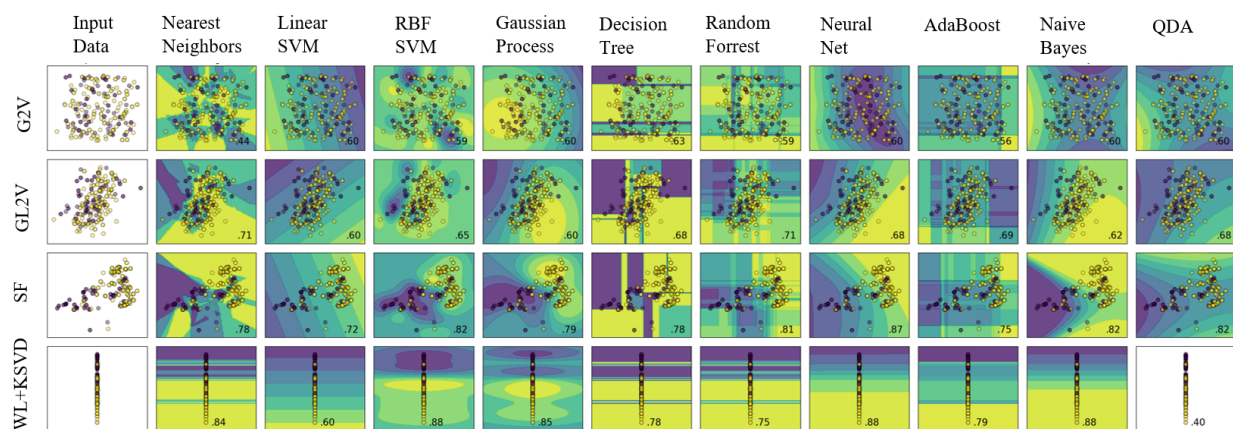 Input Nearest Linear RBF Gaussian Decision Random Neural AdaBoost Naive QDA
Data Neighbors SVM SVM Process Tree Forrest Net Bayes
G2V .44 .60 .59 .60 .63 .59 .60 .56 .60 .60
GL2V .71 .60 .65 .60 .68 .71 .68 .69 .62 .68
SF .78 .72 .82 .79 .78 .81 .87 .75 .82 .82
WL+KSVD .84 .60 .88 .85 .78 .75 .88 .79 .88 .40